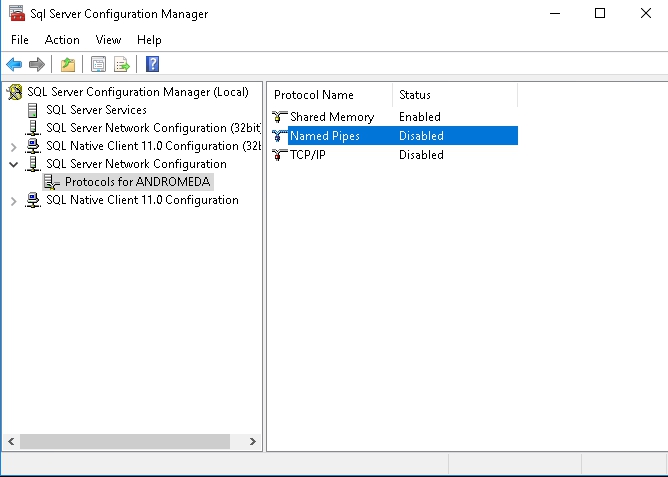 Sql Server Configuration Manager
File Action View Help
SQL Server Configuration Manager (Local)
SQL Server Services
SQL Server Network Configuration (32bit
SQL Native Client 11.0 Configuration (32b
SQL Server Network Configuration
Protocols for ANDROMEDA
SQL Native Client 11.0 Configuration
Protocol Name Status
Shared Memory Enabled
Named Pipes Disabled
TCP/IP Disabled